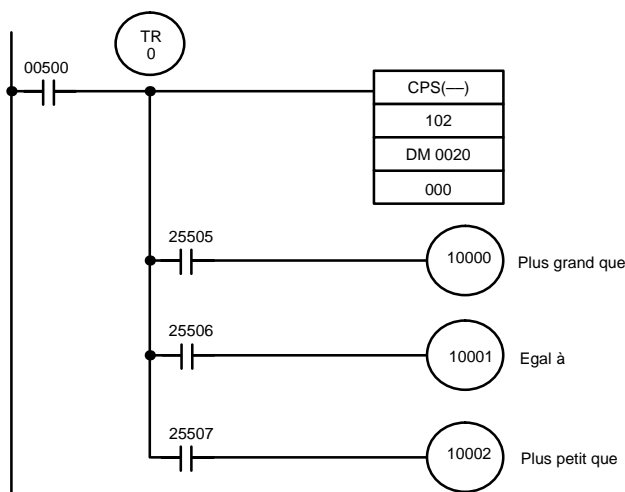 TR
0
00500
CPS(––)
102
DM 0020
000
25505
10000
Plus grand que
25506
10001
Egal à
25507
10002
Plus petit que